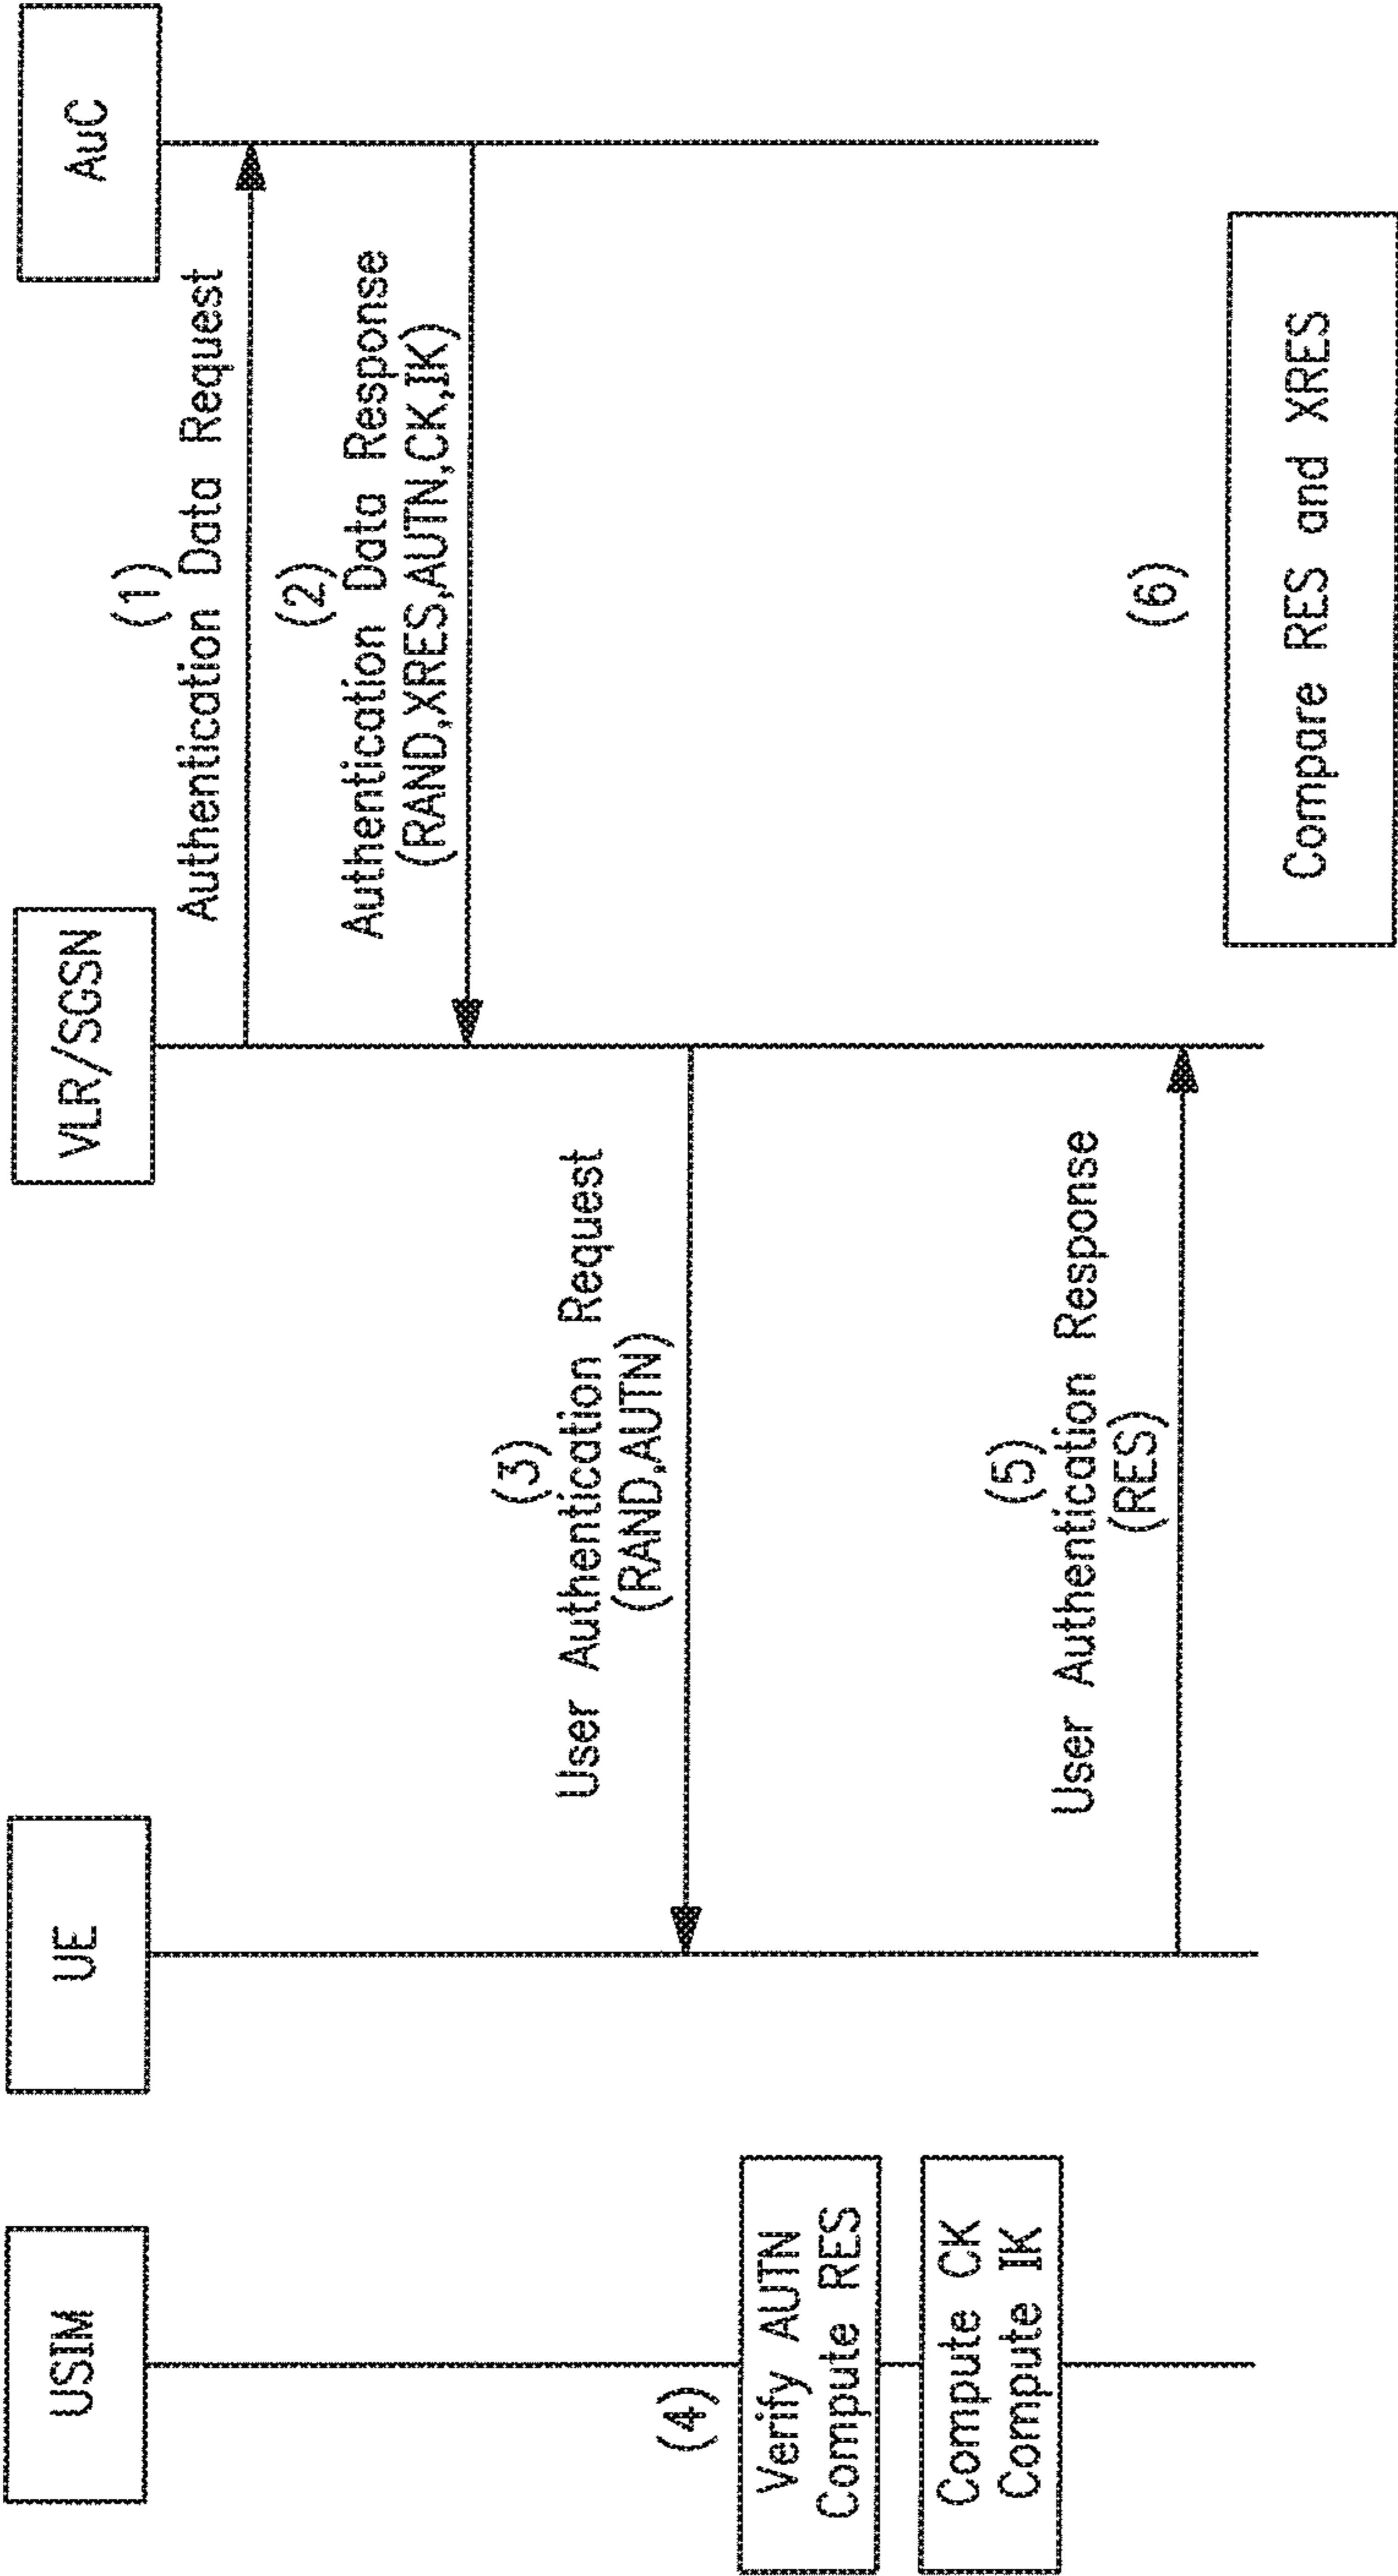 USIM
UE
VLR/SGSN
AuC
(1)
Authentication Data Request
(2)
Authentication Data Response
(RAND,XRES,AUTN,CK,IK)
(3)
User Authentication Request
(RAND,AUTN)
(4)
Verify AUTN
Compute RES
Compute CK
Compute IK
(5)
User Authentication Response
(RES)
(6)
Compare RES and XRES